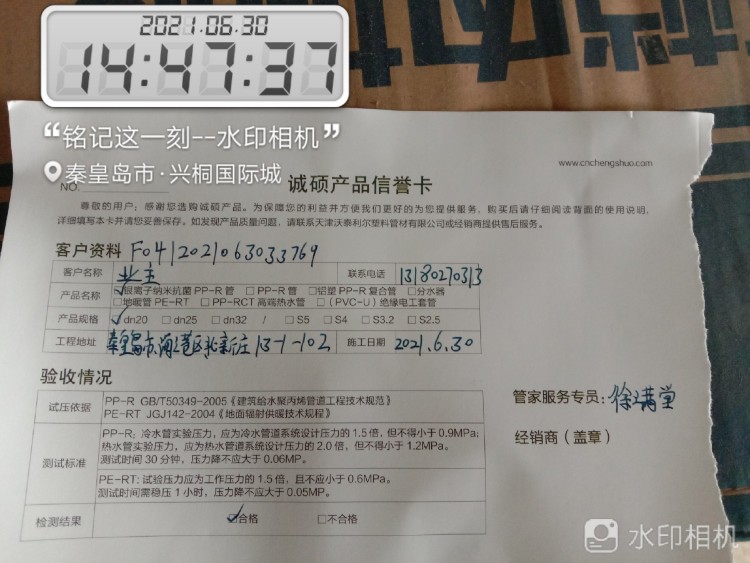 2021.06.30
14:47:37
“铭记这一刻--水印相机”
秦皇岛市·兴桐国际城
www.cnchengshuo.com
NO.
诚硕产品信誉卡
尊敬的用户：感谢您选购诚硕产品。为保障您的利益并方便我们更好的为您提供服务，购买后请仔细阅读背面的使用说明，
详细填写本卡并请您妥善保存。如发现产品质量问题，请联系天津沃泰利尔塑料管材有限公司或经销商提供售后服务。
客户资料 F041202106303​3769
客户名称 业主 联系电话 13180270313
产品名称 ☑银离子纳米抗菌PP-R管 □PP-R管 □铝塑PP-R复合管 □分水器
□地暖管PE-RT □PP-RCT高端热水管 □（PVC-U）绝缘电工套管
产品规格 ☑dn20 □dn25 □dn32 / □S5 □S4 □S3.2 □S2.5
工程地址 秦皇岛市海港区北新庄13-1-102 施工日期 2021.6.30
验收情况
试压依据 PP-R GB/T50349-2005《建筑给水聚丙烯管道工程技术规范》
PE-RT JGJ142-2004《地面辐射供暖技术规程》
管家服务专员：徐满堂
经销商（盖章）
测试标准 PP-R：冷水管实验压力，应为冷水管道系统设计压力的1.5倍，但不得小于0.9MPa；
热水管实验压力，应为热水管道系统设计压力的2.0倍，但不得小于1.2MPa。
测试时间30分钟，压力降不应大于0.06MP。
PE-RT：试验压力应为工作压力的1.5倍，且不应小于0.6MPa。
测试时间需稳压1小时，压力降不应大于0.05MP。
检测结果 ☑合格 □不合格
水印相机